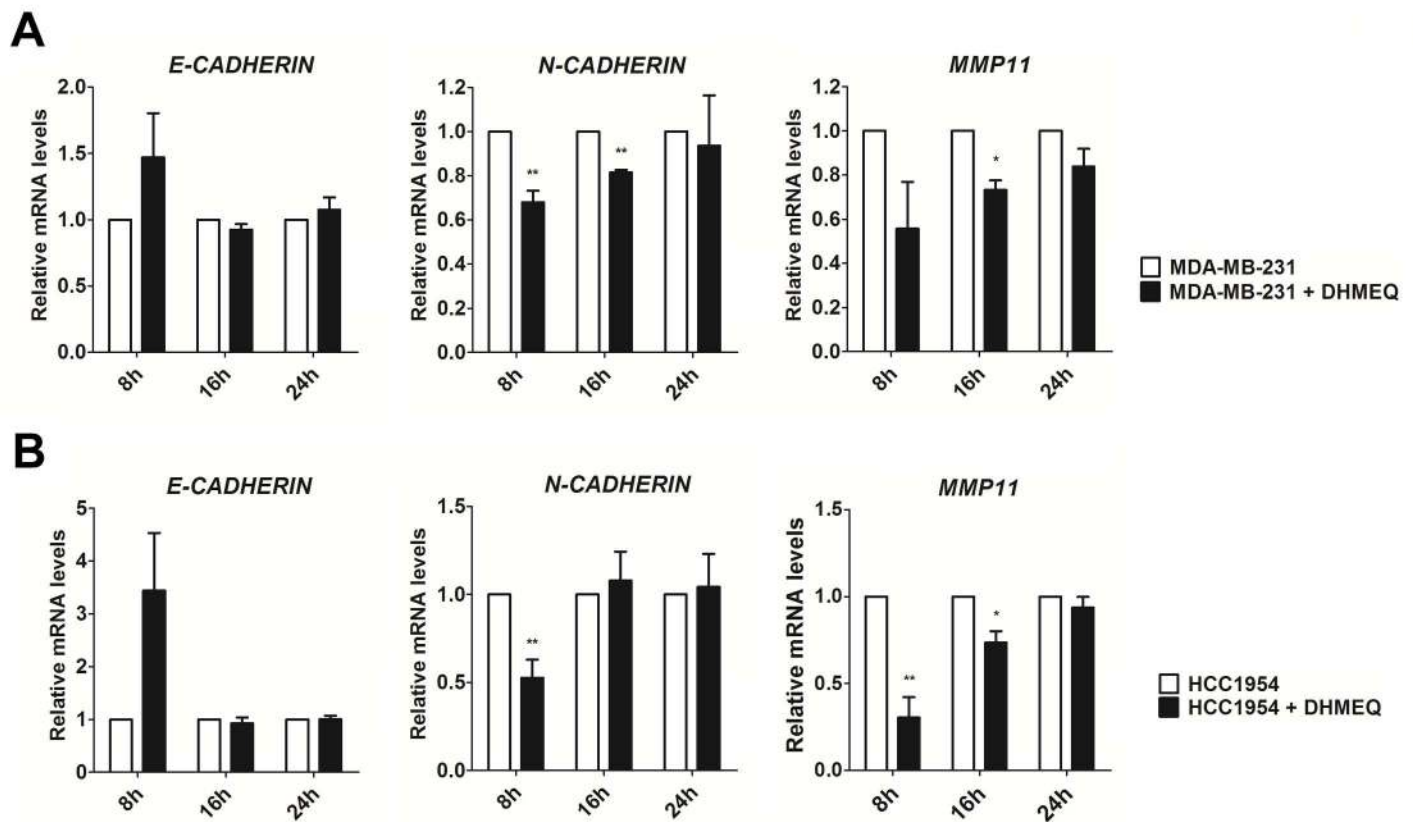 A
E-CADHERIN
N-CADHERIN
MMP11
Relative mRNA levels
2.0
1.5
1.0
0.5
0.0
8h
16h
24h
Relative mRNA levels
1.2
1.0
0.8
0.6
0.4
0.2
0.0
**
**
8h
16h
24h
Relative mRNA levels
1.2
1.0
0.8
0.6
0.4
0.2
0.0
*
8h
16h
24h
MDA-MB-231
MDA-MB-231 + DHMEQ
B
E-CADHERIN
N-CADHERIN
MMP11
Relative mRNA levels
5
4
3
2
1
0
8h
16h
24h
Relative mRNA levels
1.5
1.0
0.5
0.0
**
8h
16h
24h
Relative mRNA levels
1.5
1.0
0.5
0.0
**
*
8h
16h
24h
HCC1954
HCC1954 + DHMEQ